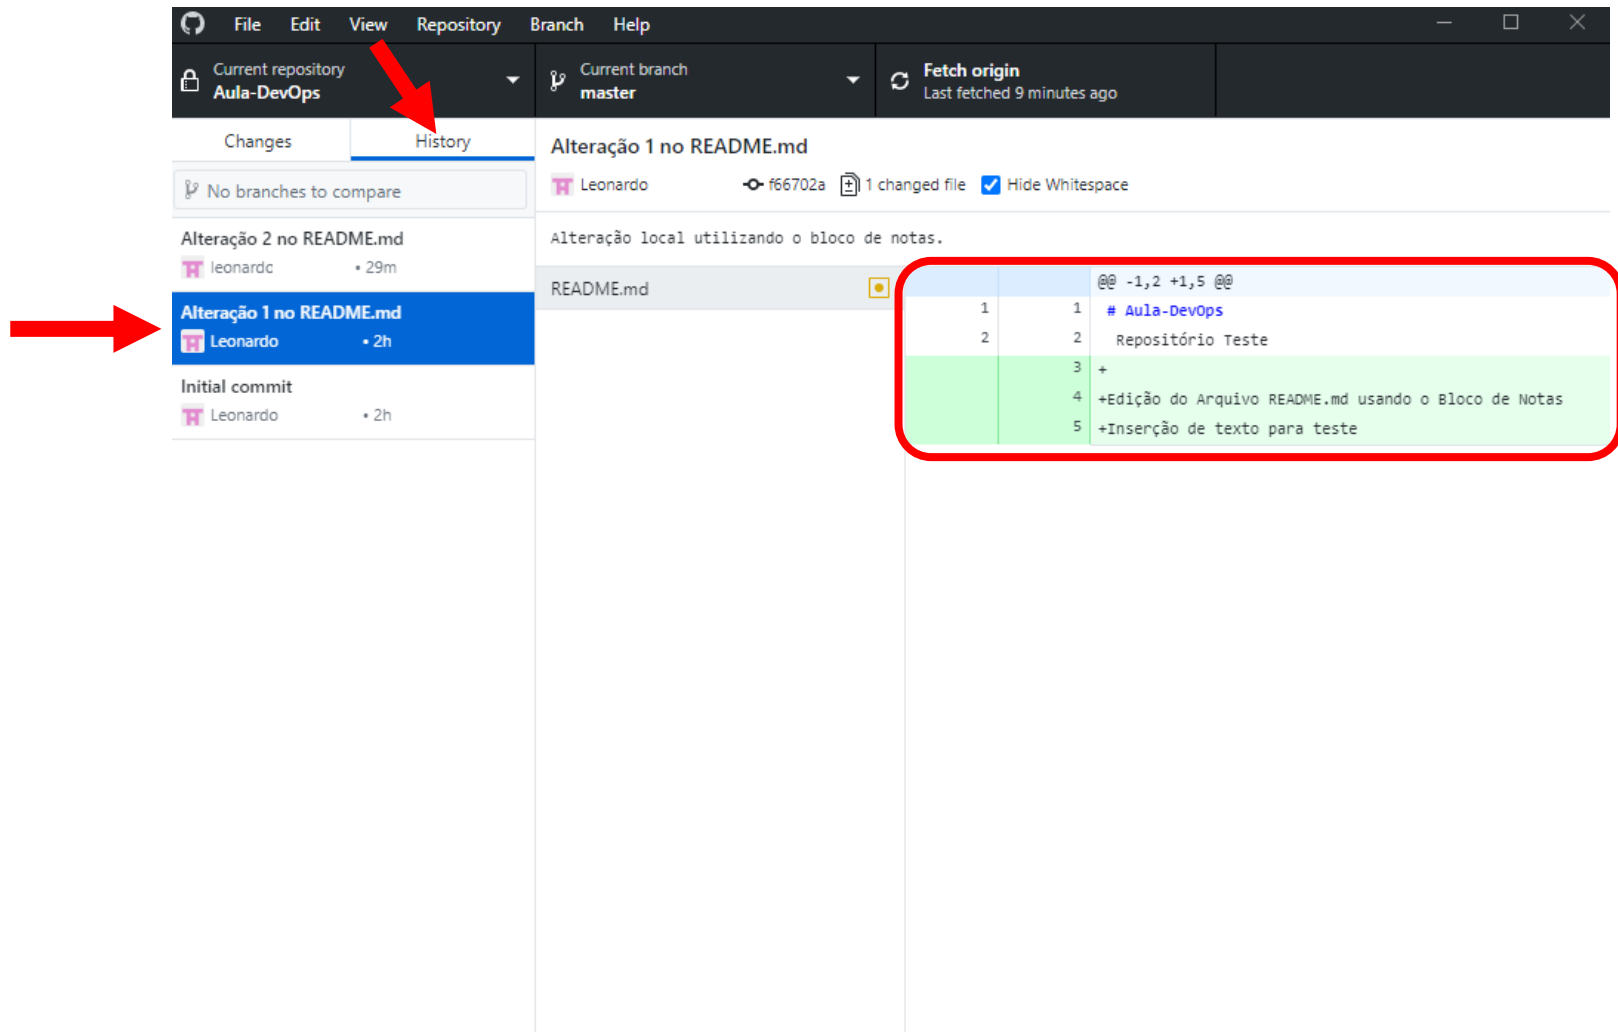 File Edit View Repository Branch Help
Current repository
Aula-DevOps
Current branch
master
Fetch origin
Last fetched 9 minutes ago
Changes History
No branches to compare
Alteração 2 no README.md
leonardo • 29m
Alteração 1 no README.md
Leonardo • 2h
Initial commit
Leonardo • 2h
Alteração 1 no README.md
Leonardo f66702a 1 changed file Hide Whitespace
Alteração local utilizando o bloco de notas.
README.md
@@ -1,2 +1,5 @@
1 1 # Aula-DevOps
2 2 Repositório Teste
3 +
4 +Edição do Arquivo README.md usando o Bloco de Notas
5 +Inserção de texto para teste